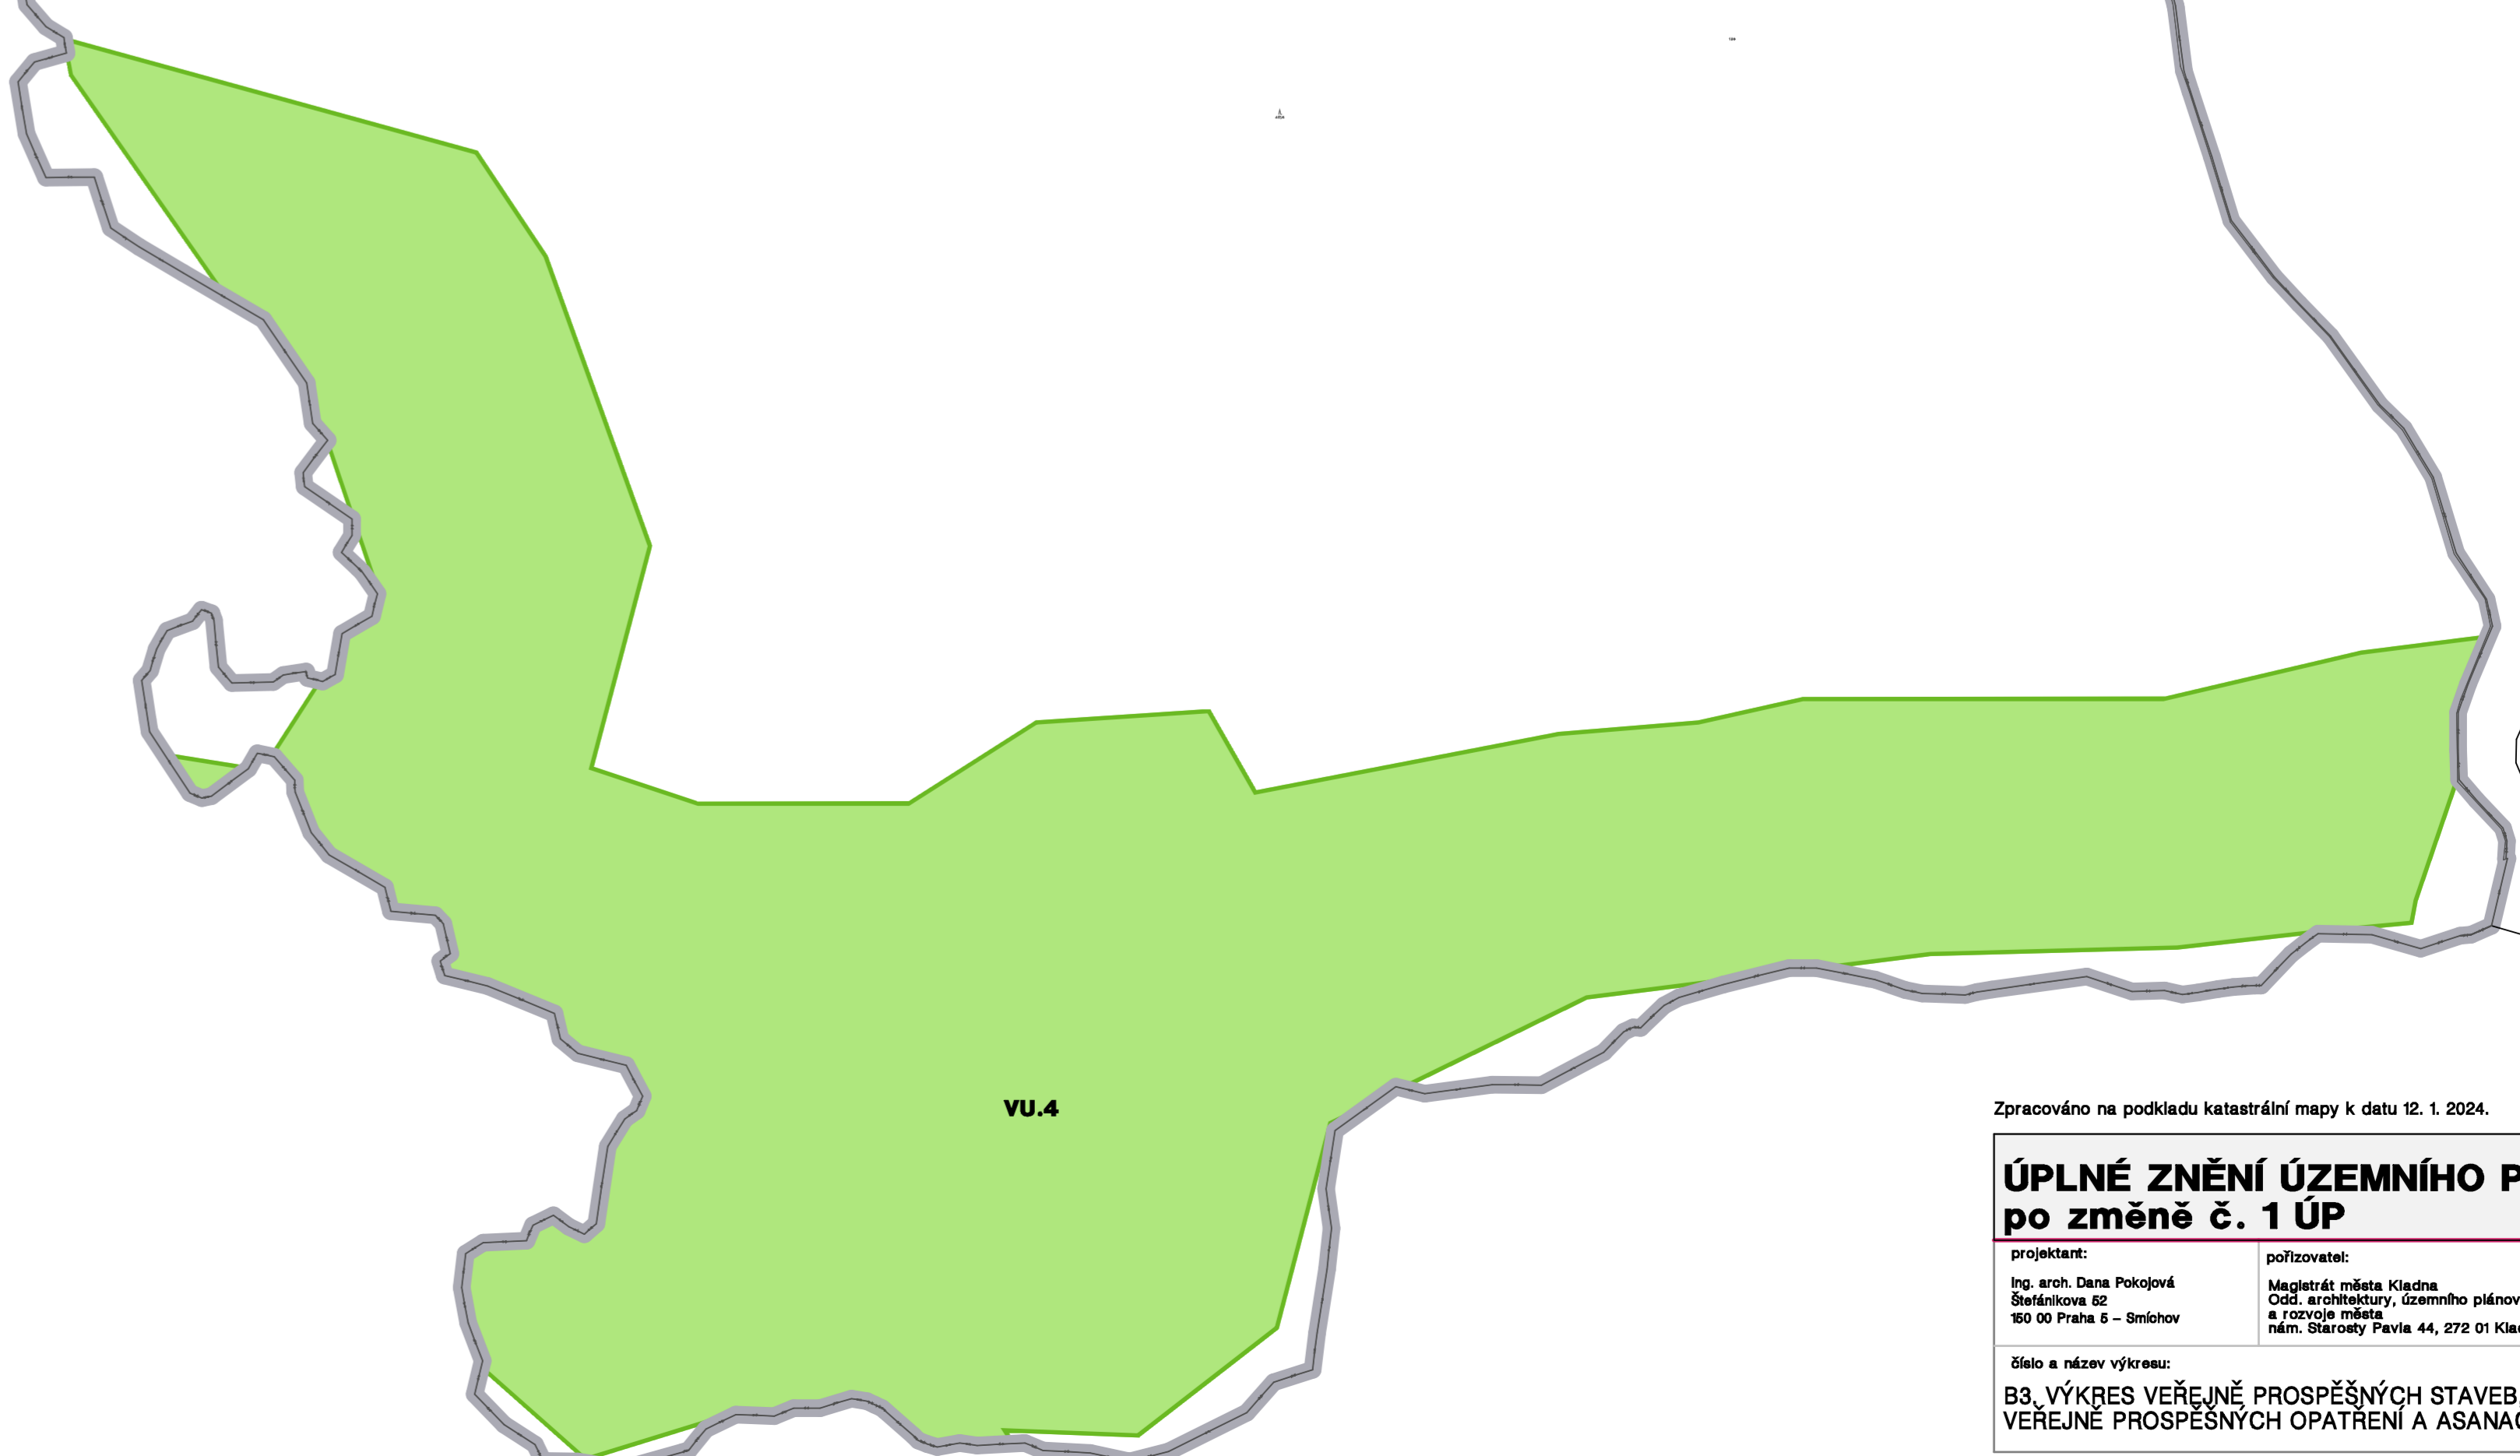 VU.4
Zpracováno na podkladu katastrální mapy k datu 12. 1. 2024.
ÚPLNÉ ZNĚNÍ ÚZEMNÍHO P
po změně č. 1 ÚP
projektant:
Ing. arch. Dana Pokojová
Štefánikova 52
150 00 Praha 5 – Smíchov
pořizovatel:
Magistrát města Kladna
Odd. architektury, územního plánov
a rozvoje města
nám. Starosty Pavla 44, 272 01 Klad
číslo a název výkresu:
B3. VÝKRES VEŘEJNĚ PROSPĚŠNÝCH STAVEB,
VEŘEJNĚ PROSPĚŠNÝCH OPATŘENÍ A ASANAC